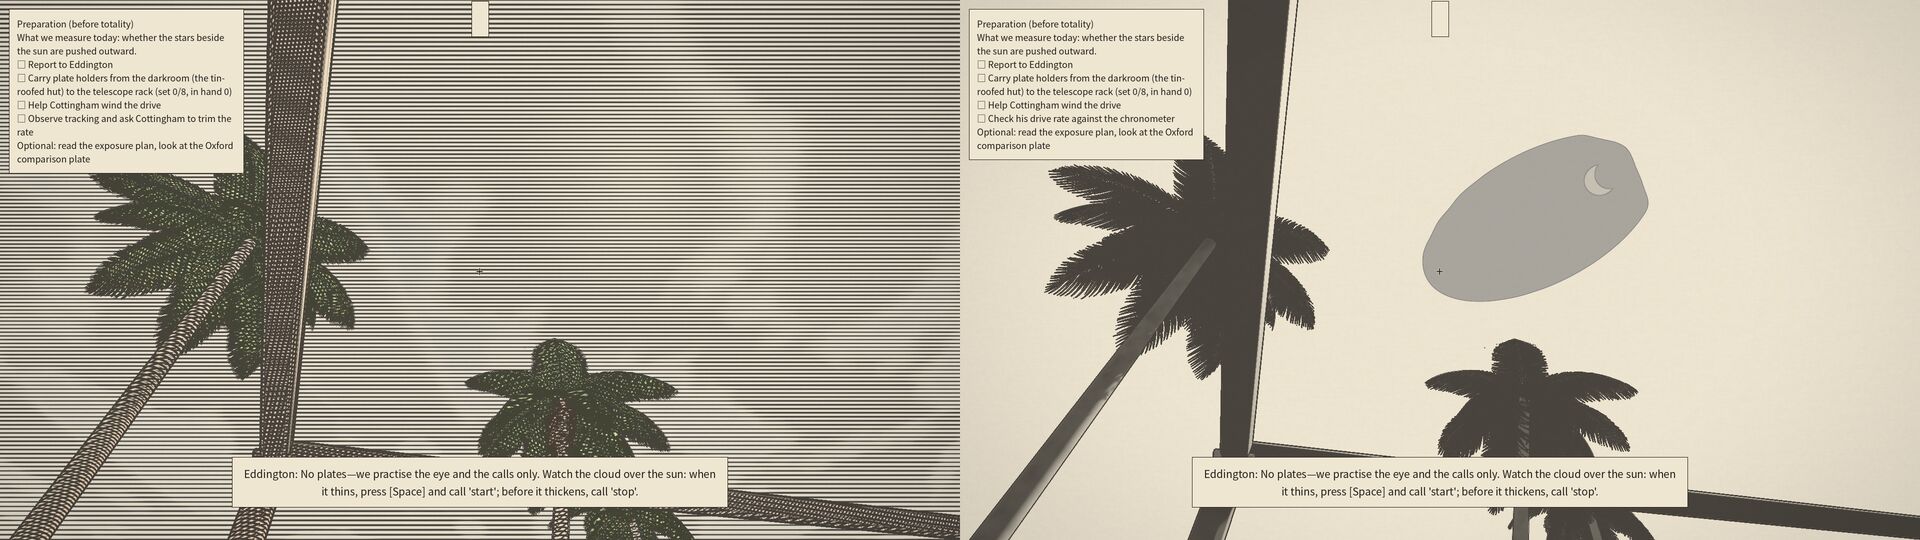 Preparation (before totality)
What we measure today: whether the stars beside
the sun are pushed outward.
☐ Report to Eddington
☐ Carry plate holders from the darkroom (the tin-
roofed hut) to the telescope rack (set 0/8, in hand 0)
☐ Help Cottingham wind the drive
☐ Observe tracking and ask Cottingham to trim the
rate
Optional: read the exposure plan, look at the Oxford
comparison plate
Eddington: No plates—we practise the eye and the calls only. Watch the cloud over the sun: when
it thins, press [Space] and call 'start'; before it thickens, call 'stop'.
Preparation (before totality)
What we measure today: whether the stars beside
the sun are pushed outward.
☐ Report to Eddington
☐ Carry plate holders from the darkroom (the tin-
roofed hut) to the telescope rack (set 0/8, in hand 0)
☐ Help Cottingham wind the drive
☐ Check his drive rate against the chronometer
Optional: read the exposure plan, look at the Oxford
comparison plate
Eddington: No plates—we practise the eye and the calls only. Watch the cloud over the sun: when
it thins, press [Space] and call 'start'; before it thickens, call 'stop'.